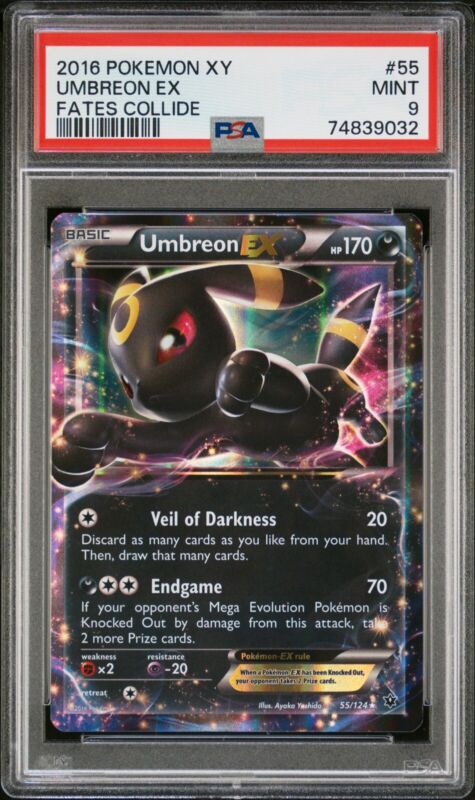 2016 POKEMON XY #55
UMBREON EX MINT
FATES COLLIDE 9
PSA 74839032
BASIC
UmbreonEX HP170
Veil of Darkness 20
Discard as many cards as you like from your hand.
Then, draw that many cards.
Endgame 70
If your opponent's Mega Evolution Pokémon is
Knocked Out by damage from this attack, take
2 more Prize cards.
weakness resistance Pokémon-EX rule
×2 -20 When a Pokémon-EX has been Knocked Out,
your opponent takes 2 Prize cards.
retreat
Illus. Ayaka Yoshida 55/124
PSA